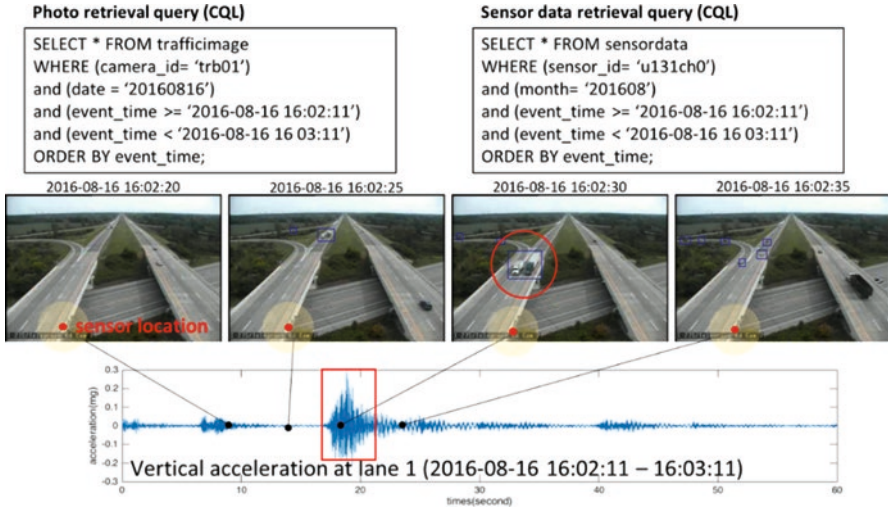 Photo retrieval query (CQL)
SELECT * FROM trafficimage
WHERE (camera_id= ‘trb01’)
and (date = ‘20160816’)
and (event_time >= ‘2016-08-16 16:02:11’)
and (event_time < ‘2016-08-16 16 03:11’)
ORDER BY event_time;
Sensor data retrieval query (CQL)
SELECT * FROM sensordata
WHERE (sensor_id= ‘u131ch0’)
and (month= ‘201608’)
and (event_time >= ‘2016-08-16 16:02:11’)
and (event_time < ‘2016-08-16 16 03:11’)
ORDER BY event_time;
2016-08-16 16:02:20
2016-08-16 16:02:25
2016-08-16 16:02:30
2016-08-16 16:02:35
sensor location
acceleration(mg)
0.3
0.2
0.1
0
-0.1
-0.2
-0.3
Vertical acceleration at lane 1 (2016-08-16 16:02:11 – 16:03:11)
0 10 20 30 40 50 60
times(second)